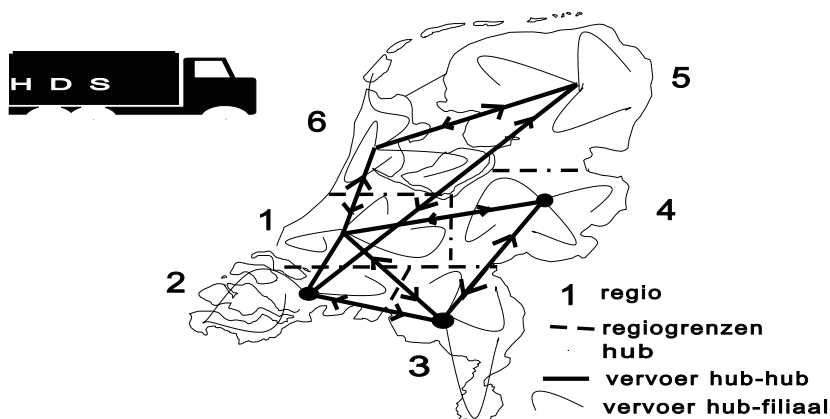 H D S
5
6
1
4
2
3
1 regio
regiogrenzen
hub
vervoer hub-hub
vervoer hub-filiaal